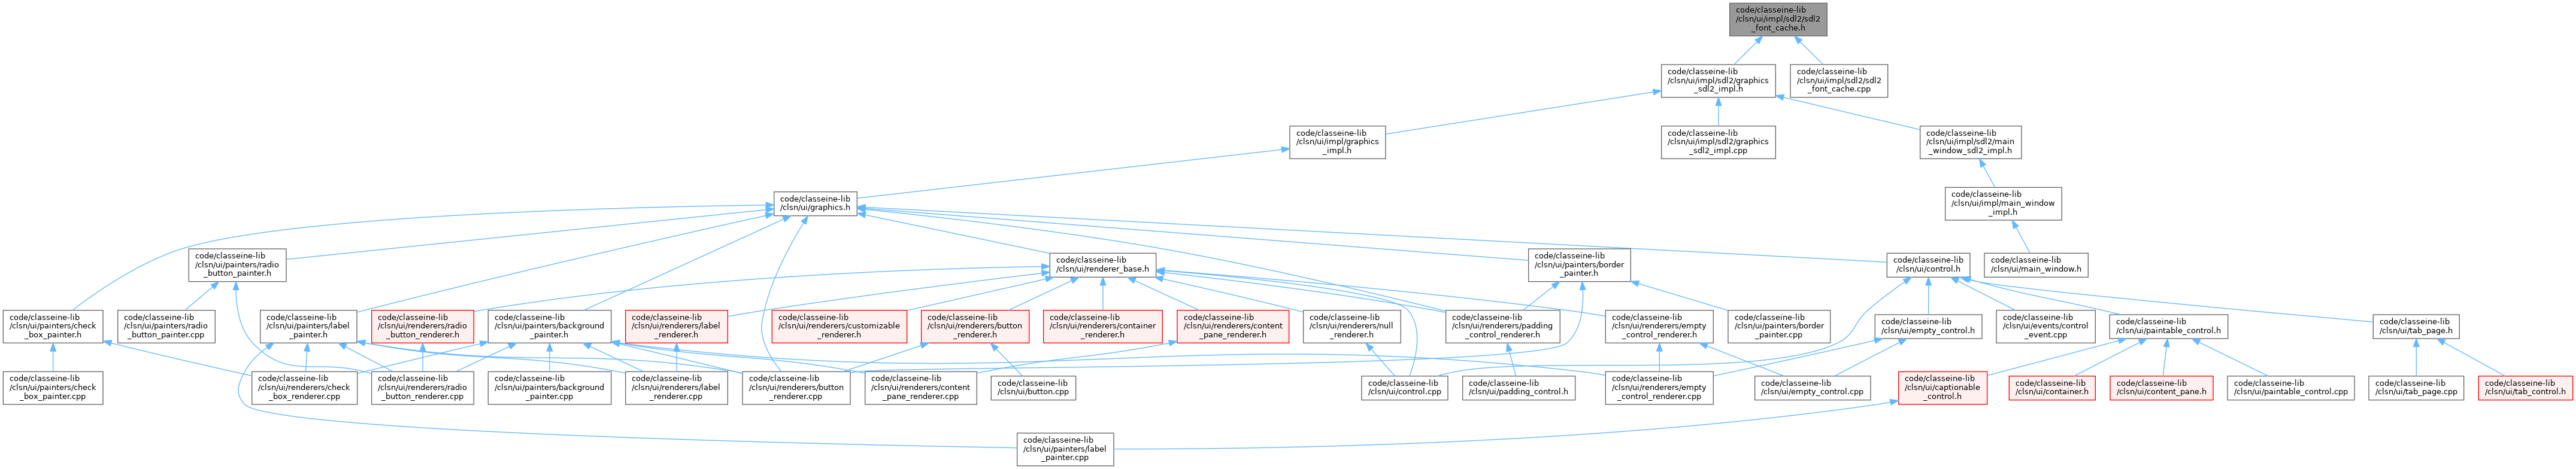 code/classeine-lib
/clsn/ui/impl/sdl2/sdl2
_font_cache.h
code/classeine-lib
/clsn/ui/impl/sdl2/graphics
_sdl2_impl.h
code/classeine-lib
/clsn/ui/impl/sdl2/sdl2
_font_cache.cpp
code/classeine-lib
/clsn/ui/impl/graphics
_impl.h
code/classeine-lib
/clsn/ui/impl/sdl2/graphics
_sdl2_impl.cpp
code/classeine-lib
/clsn/ui/impl/sdl2/main
_window_sdl2_impl.h
code/classeine-lib
/clsn/ui/graphics.h
code/classeine-lib
/clsn/ui/impl/main_window
_impl.h
code/classeine-lib
/clsn/ui/painters/radio
_button_painter.h
code/classeine-lib
/clsn/ui/renderer_base.h
code/classeine-lib
/clsn/ui/painters/border
_painter.h
code/classeine-lib
/clsn/ui/control.h
code/classeine-lib
/clsn/ui/main_window.h
code/classeine-lib
/clsn/ui/painters/check
_box_painter.h
code/classeine-lib
/clsn/ui/painters/radio
_button_painter.cpp
code/classeine-lib
/clsn/ui/painters/label
_painter.h
code/classeine-lib
/clsn/ui/renderers/radio
_button_renderer.h
code/classeine-lib
/clsn/ui/painters/background
_painter.h
code/classeine-lib
/clsn/ui/renderers/label
_renderer.h
code/classeine-lib
/clsn/ui/renderers/customizable
_renderer.h
code/classeine-lib
/clsn/ui/renderers/button
_renderer.h
code/classeine-lib
/clsn/ui/renderers/container
_renderer.h
code/classeine-lib
/clsn/ui/renderers/content
_pane_renderer.h
code/classeine-lib
/clsn/ui/renderers/null
_renderer.h
code/classeine-lib
/clsn/ui/renderers/padding
_control_renderer.h
code/classeine-lib
/clsn/ui/painters/border
_painter.cpp
code/classeine-lib
/clsn/ui/renderers/empty
_control_renderer.h
code/classeine-lib
/clsn/ui/empty_control.h
code/classeine-lib
/clsn/ui/events/control
_event.cpp
code/classeine-lib
/clsn/ui/paintable_control.h
code/classeine-lib
/clsn/ui/tab_page.h
code/classeine-lib
/clsn/ui/painters/check
_box_painter.cpp
code/classeine-lib
/clsn/ui/renderers/check
_box_renderer.cpp
code/classeine-lib
/clsn/ui/renderers/radio
_button_renderer.cpp
code/classeine-lib
/clsn/ui/painters/background
_painter.cpp
code/classeine-lib
/clsn/ui/renderers/label
_renderer.cpp
code/classeine-lib
/clsn/ui/renderers/button
_renderer.cpp
code/classeine-lib
/clsn/ui/renderers/content
_pane_renderer.cpp
code/classeine-lib
/clsn/ui/button.cpp
code/classeine-lib
/clsn/ui/control.cpp
code/classeine-lib
/clsn/ui/padding_control.h
code/classeine-lib
/clsn/ui/renderers/empty
_control_renderer.cpp
code/classeine-lib
/clsn/ui/empty_control.cpp
code/classeine-lib
/clsn/ui/captionable
_control.h
code/classeine-lib
/clsn/ui/container.h
code/classeine-lib
/clsn/ui/content_pane.h
code/classeine-lib
/clsn/ui/paintable_control.cpp
code/classeine-lib
/clsn/ui/tab_page.cpp
code/classeine-lib
/clsn/ui/tab_control.h
code/classeine-lib
/clsn/ui/painters/label
_painter.cpp